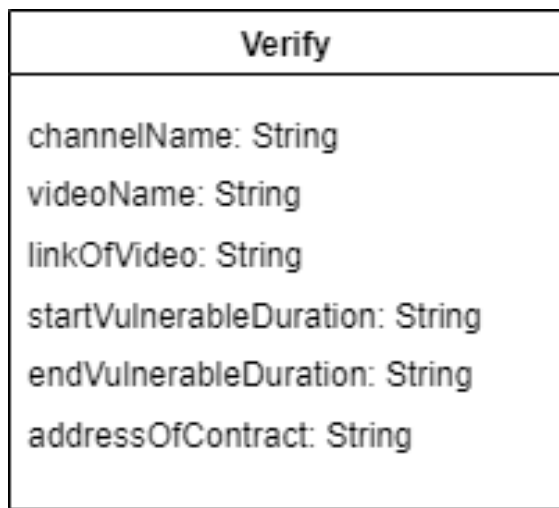 Verify
channelName: String
videoName: String
linkOfVideo: String
startVulnerableDuration: String
endVulnerableDuration: String
addressOfContract: String